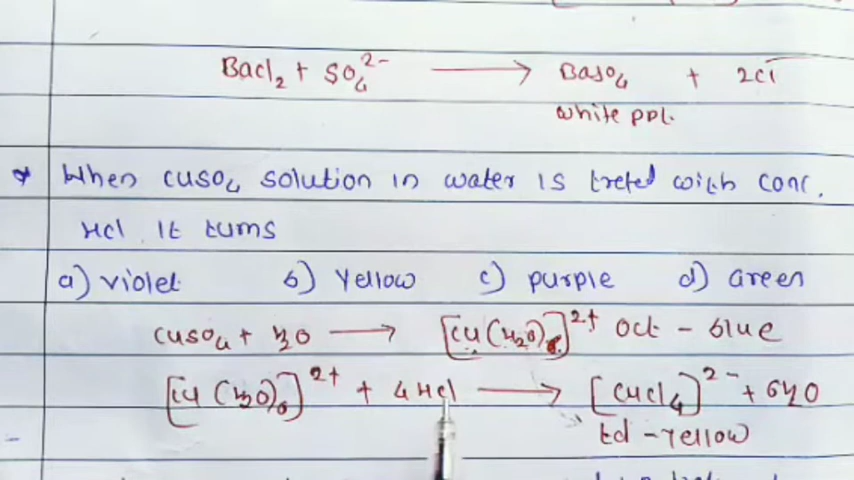 BaCl₂ + SO₄²⁻ ⟶ BaSO₄ + 2Cl⁻
white ppt.
* When CuSO₄ solution in water is treted with conc.
HCl it turns
a) violet b) Yellow c) purple d) Green
CuSO₄ + H₂O ⟶ [Cu(H₂O)₆]²⁺ Oct - Blue
[Cu(H₂O)₆]²⁺ + 4HCl ⟶ [CuCl₄]²⁻ + 6H₂O
td - Yellow